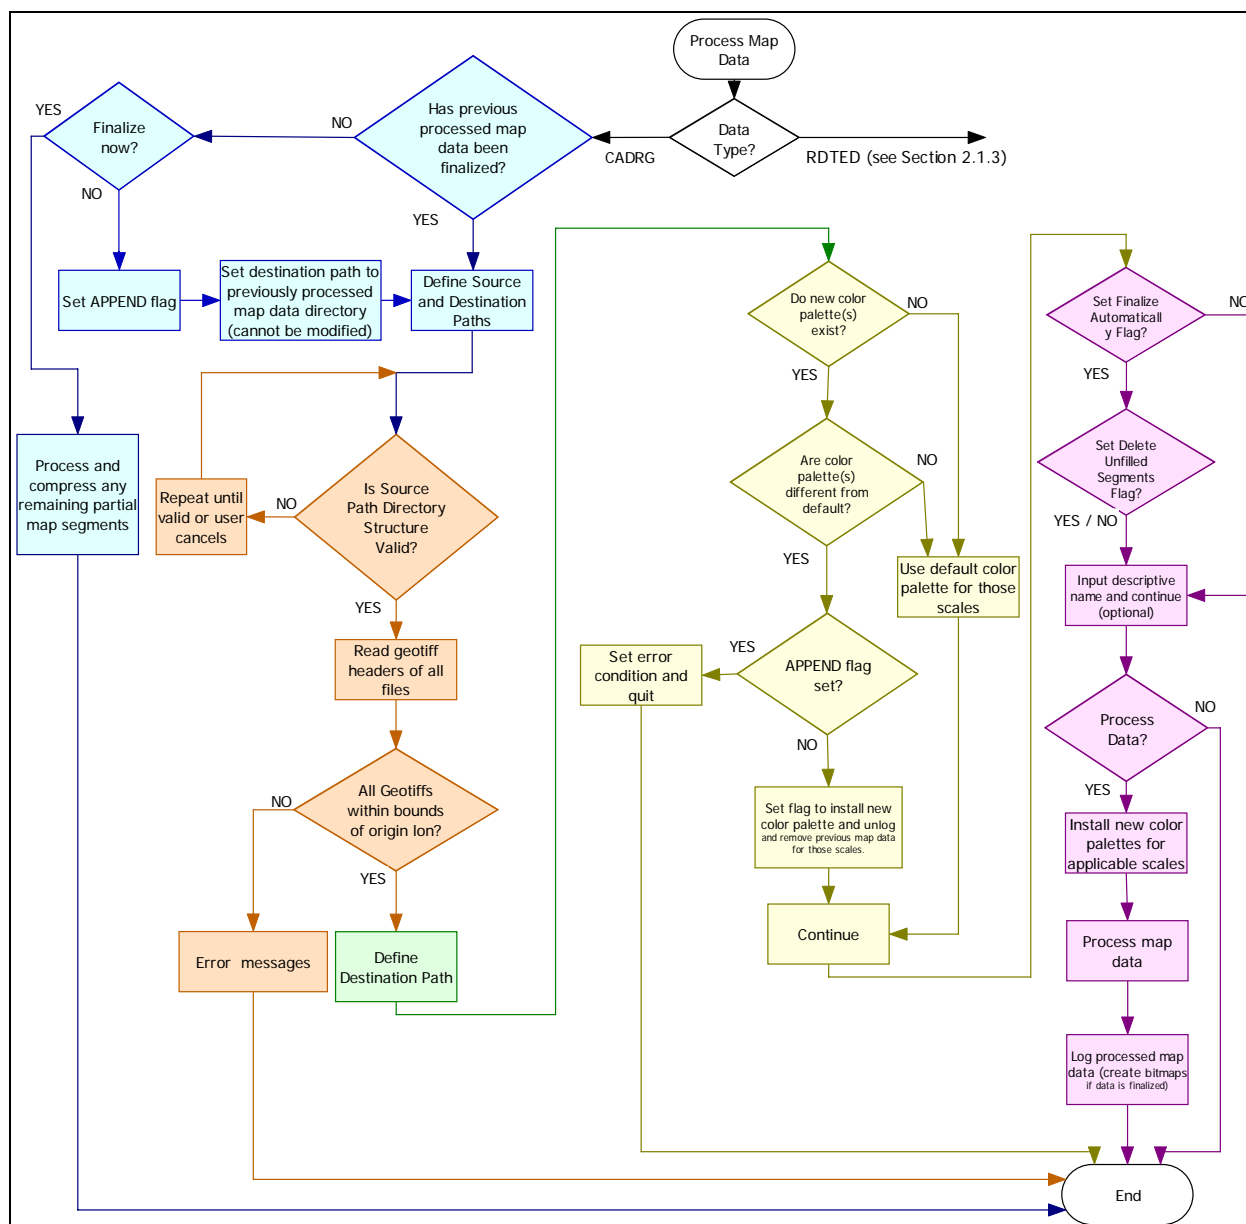 Process Map
Data
YES
Finalize
now?
NO
Has previous
processed map
data been
finalized?
CADRG
Data
Type?
RDTED (see Section 2.1.3)
NO
YES
Set APPEND flag
Set destination path to
previously processed
map data directory
(cannot be modified)
Define Source
and Destination
Paths
Process and
compress any
remaining partial
map segments
Repeat until
valid or user
cancels
NO
Is Source
Path Directory
Structure
Valid?
YES
Read geotiff
headers of all
files
NO
All Geotiffs
within bounds
of origin lon?
YES
Error messages
Define
Destination Path
Do new color
palette(s)
exist?
NO
YES
Are color
palette(s)
different from
default?
NO
YES
Use default color
palette for those
scales
Set error
condition and
quit
YES
APPEND flag
set?
NO
Set flag to install new
color palette and unlog
and remove previous map data
for those scales.
Continue
Set Finalize
Automaticall
y Flag?
NO
YES
Set Delete
Unfilled
Segments
Flag?
YES / NO
Input descriptive
name and continue
(optional)
Process
Data?
NO
YES
Install new color
palettes for
applicable scales
Process map
data
Log processed map
data (create bitmaps
if data is finalized)
End